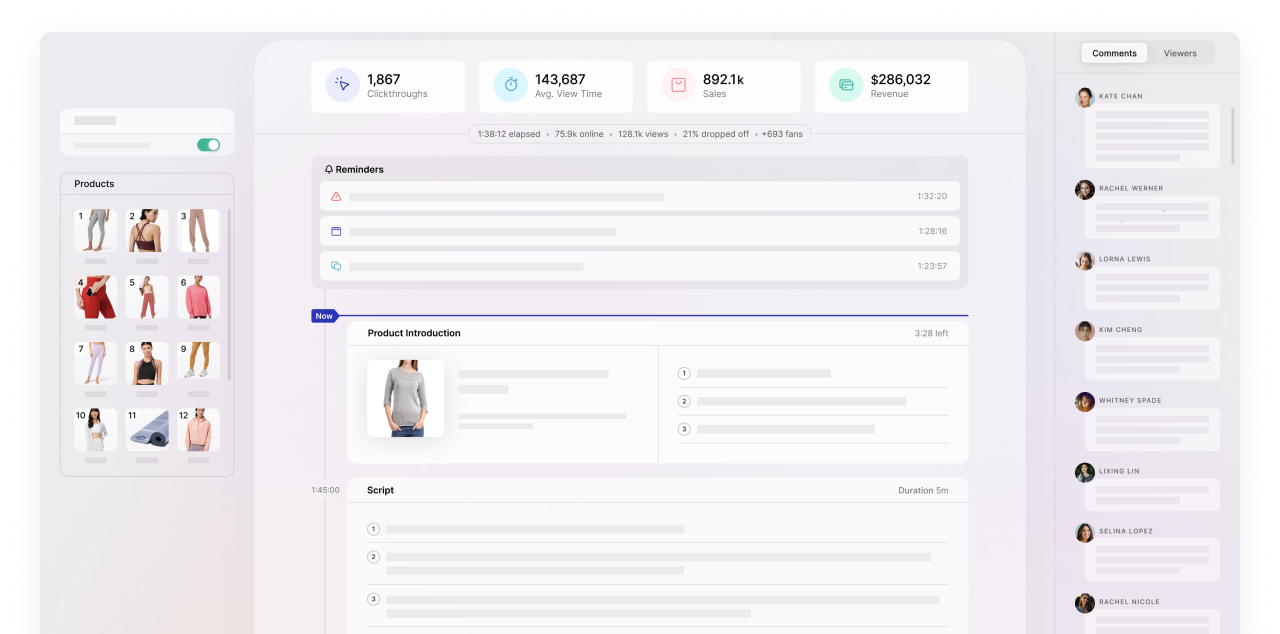 1,867
Clickthroughs
143,687
Avg. View Time
892.1k
Sales
$286,032
Revenue
1:38:12 elapsed • 75.9k online • 128.1k views • 21% dropped off • +693 fans
Products
1 2 3
4 5 6
7 8 9
10 11 12
Reminders
1:32:20
1:28:16
1:23:57
Now
Product Introduction
3:28 left
1
2
3
1:45:00
Script
Duration 5m
1
2
3
Comments
Viewers
KATE CHAN
RACHEL WERNER
LORNA LEWIS
KIM CHENG
WHITNEY SPADE
LIXING LIN
SELINA LOPEZ
RACHEL NICOLE